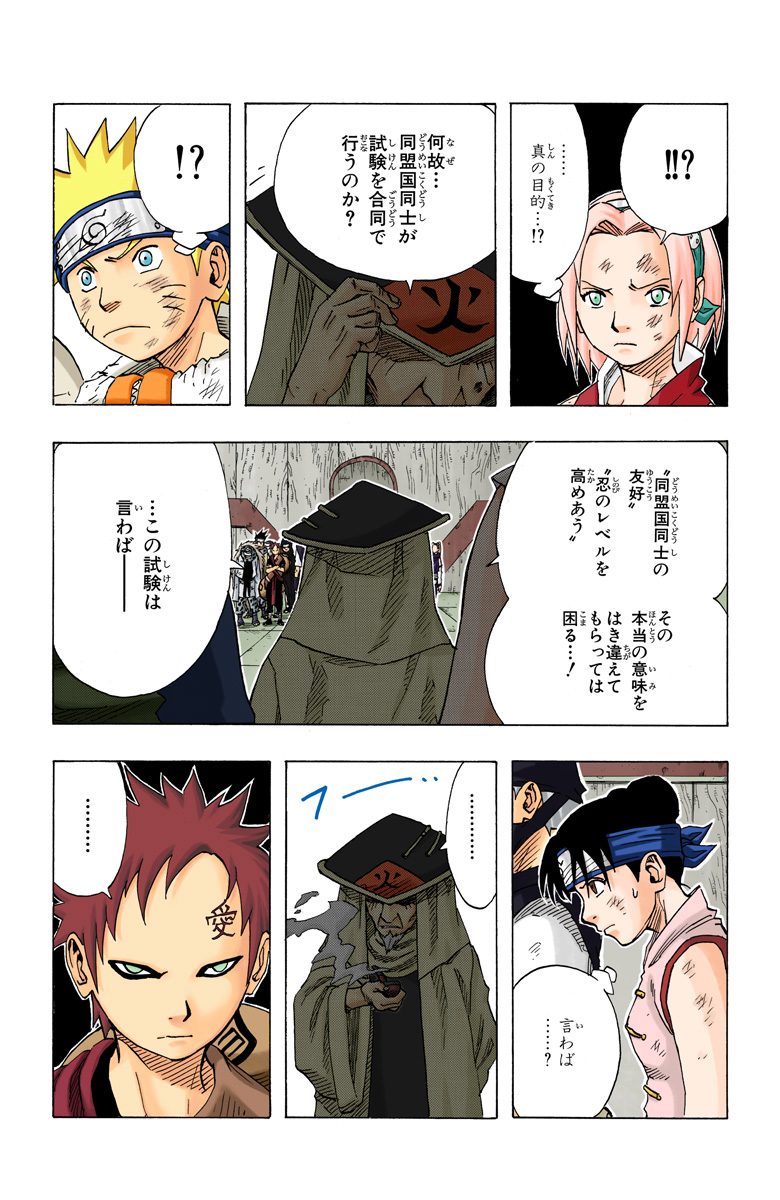 !!?
………
真の目的…!?
何故…
同盟国同士が
試験を合同で
行うのか？
!?
火
〝同盟国同士の
友好〟
〝忍のレベルを
高めあう〟
その
本当の意味を
はき違えて
もらっては
困る…！
…この試験は
言わば――
言わば
……？
………
フー‥
火
………
愛